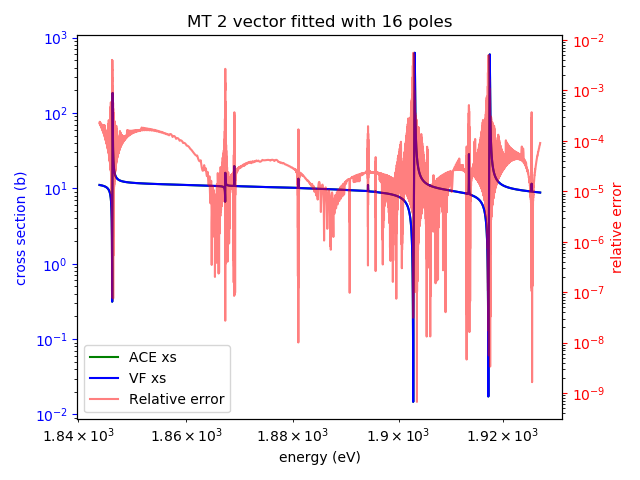 MT 2 vector fitted with 16 poles
cross section (b)
10³
10²
10¹
10⁰
10⁻¹
10⁻²
10⁻²
10⁻³
10⁻⁴
10⁻⁵
10⁻⁶
10⁻⁷
10⁻⁸
10⁻⁹
relative error
ACE xs
VF xs
Relative error
1.84 × 10³ 1.86 × 10³ 1.88 × 10³ 1.9 × 10³ 1.92 × 10³
energy (eV)